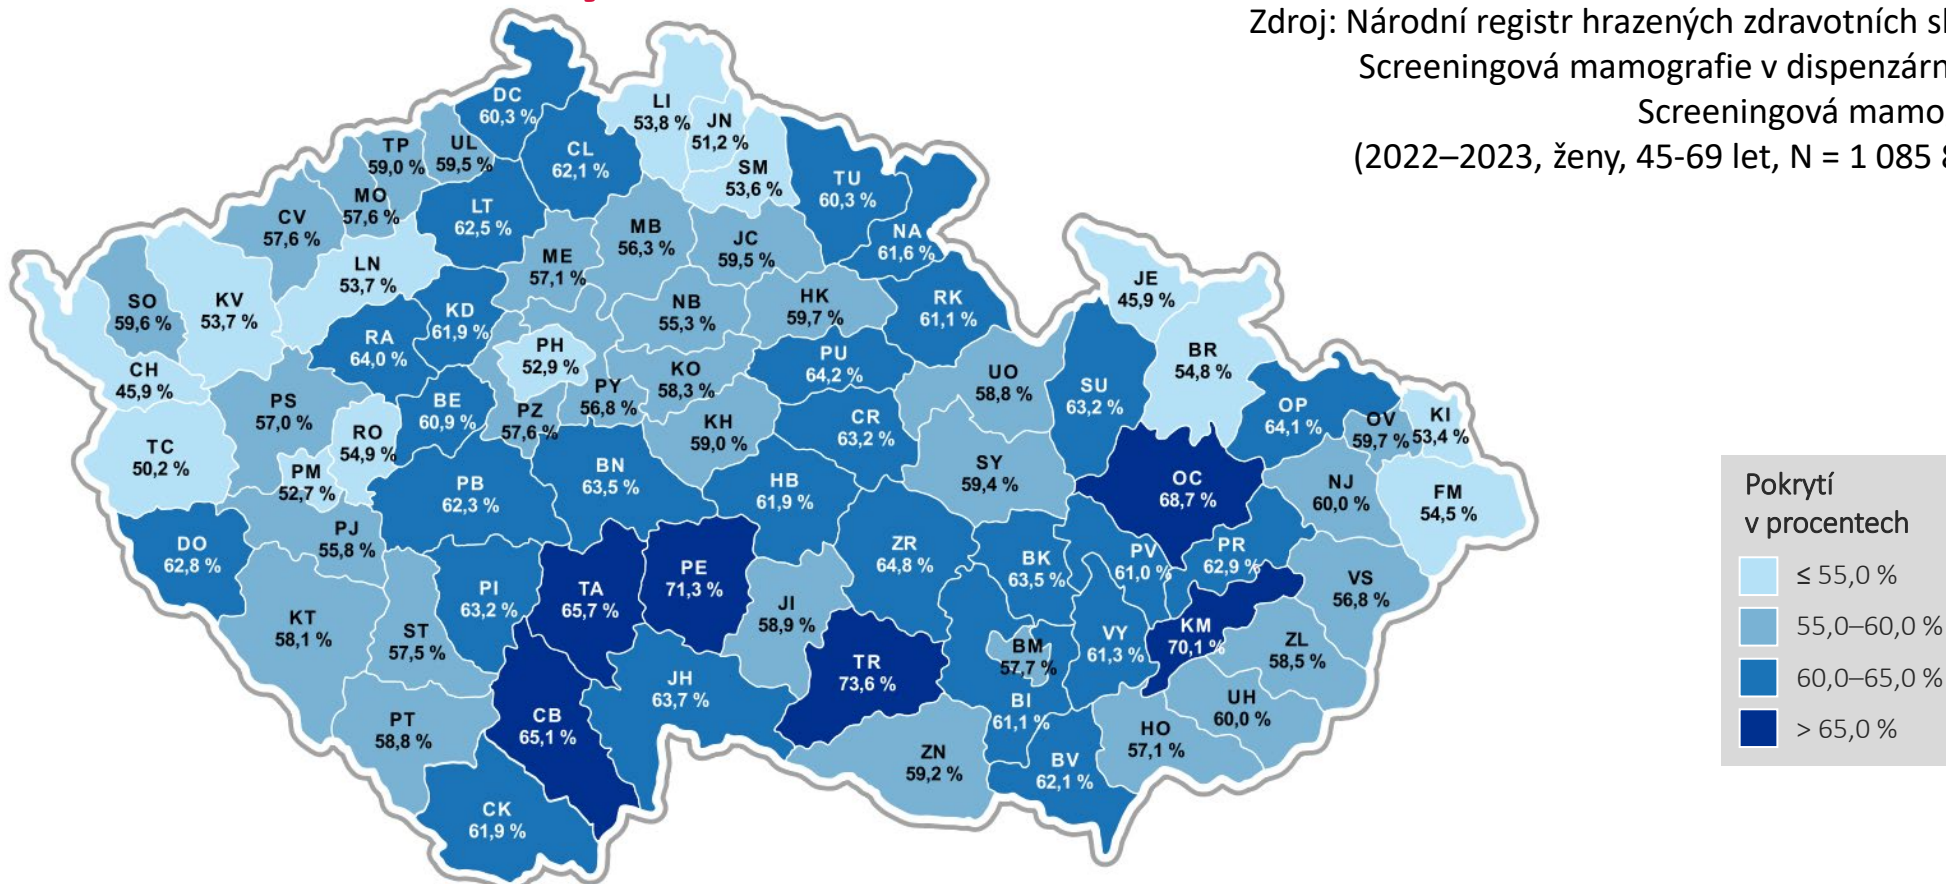 Zdroj: Národní registr hrazených zdravotních
Screeningová mamografie v
Screeningová
(2022–2023, ženy, 45-69 let, N = 1 085
DC
60,3 %
LI
53,8 %
JN
51,2 %
TP
59,0 %
UL
59,5 %
CL
62,1 %
SM
53,6 %
TU
60,3 %
MO
57,6 %
CV
57,6 %
LT
62,5 %
MB
56,3 %
JC
59,5 %
NA
61,6 %
ME
57,1 %
LN
53,7 %
JE
45,9 %
SO
59,6 %
KV
53,7 %
KD
61,9 %
NB
55,3 %
HK
59,7 %
RK
61,1 %
RA
64,0 %
PH
52,9 %
PU
64,2 %
BR
54,8 %
CH
45,9 %
KO
58,3 %
UO
58,8 %
SU
63,2 %
PS
57,0 %
BE
60,9 %
PZ
57,6 %
PY
56,8 %
KH
59,0 %
CR
63,2 %
OP
64,1 %
OV
59,7 %
KI
53,4 %
TC
50,2 %
RO
54,9 %
PM
52,7 %
PB
62,3 %
BN
63,5 %
HB
61,9 %
SY
59,4 %
OC
68,7 %
NJ
60,0 %
FM
54,5 %
DO
62,8 %
PJ
55,8 %
ZR
64,8 %
BK
63,5 %
PV
61,0 %
PR
62,9 %
VS
56,8 %
PI
63,2 %
TA
65,7 %
PE
71,3 %
JI
58,9 %
KT
58,1 %
ST
57,5 %
BM
57,7 %
VY
61,3 %
KM
70,1 %
ZL
58,5 %
TR
73,6 %
JH
63,7 %
BI
61,1 %
UH
60,0 %
PT
58,8 %
CB
65,1 %
HO
57,1 %
ZN
59,2 %
BV
62,1 %
CK
61,9 %
Pokrytí
v procentech
≤ 55,0 %
55,0–60,0 %
60,0–65,0 %
> 65,0 %